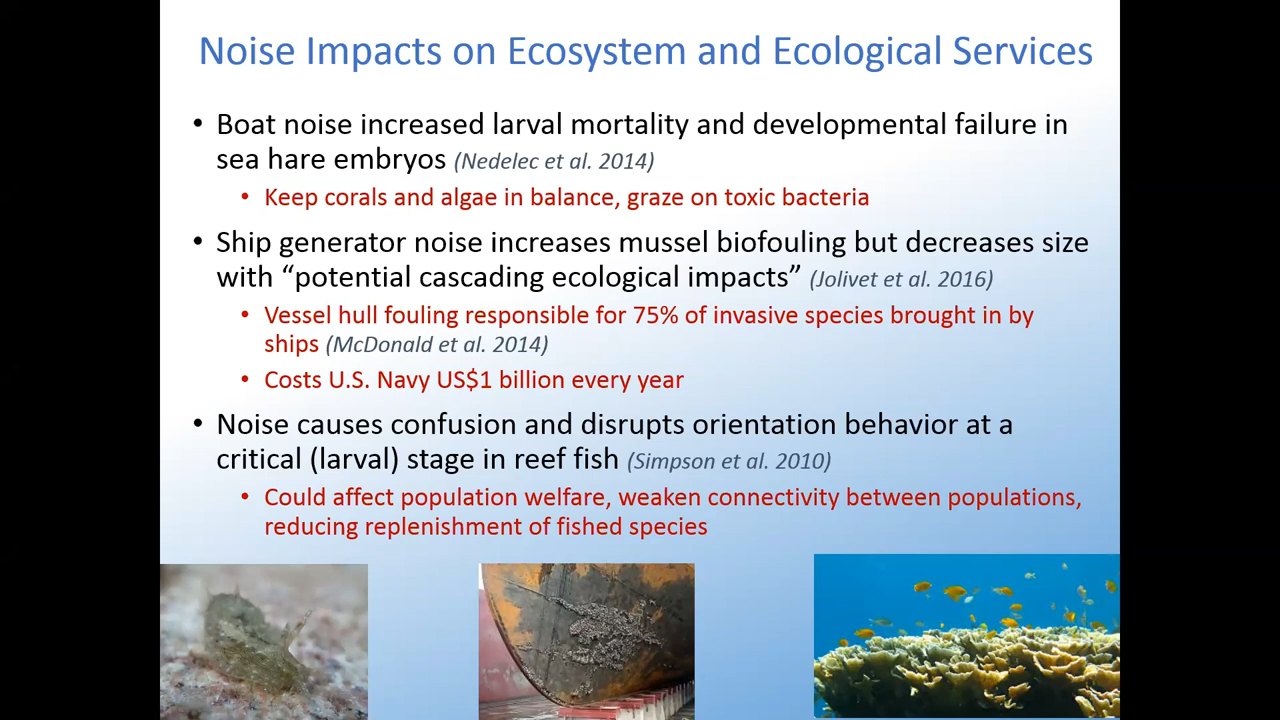 Noise Impacts on Ecosystem and Ecological Services
• Boat noise increased larval mortality and developmental failure in
sea hare embryos (Nedelec et al. 2014)
• Keep corals and algae in balance, graze on toxic bacteria
• Ship generator noise increases mussel biofouling but decreases size
with “potential cascading ecological impacts” (Jolivet et al. 2016)
• Vessel hull fouling responsible for 75% of invasive species brought in by
ships (McDonald et al. 2014)
• Costs U.S. Navy US$1 billion every year
• Noise causes confusion and disrupts orientation behavior at a
critical (larval) stage in reef fish (Simpson et al. 2010)
• Could affect population welfare, weaken connectivity between populations,
reducing replenishment of fished species